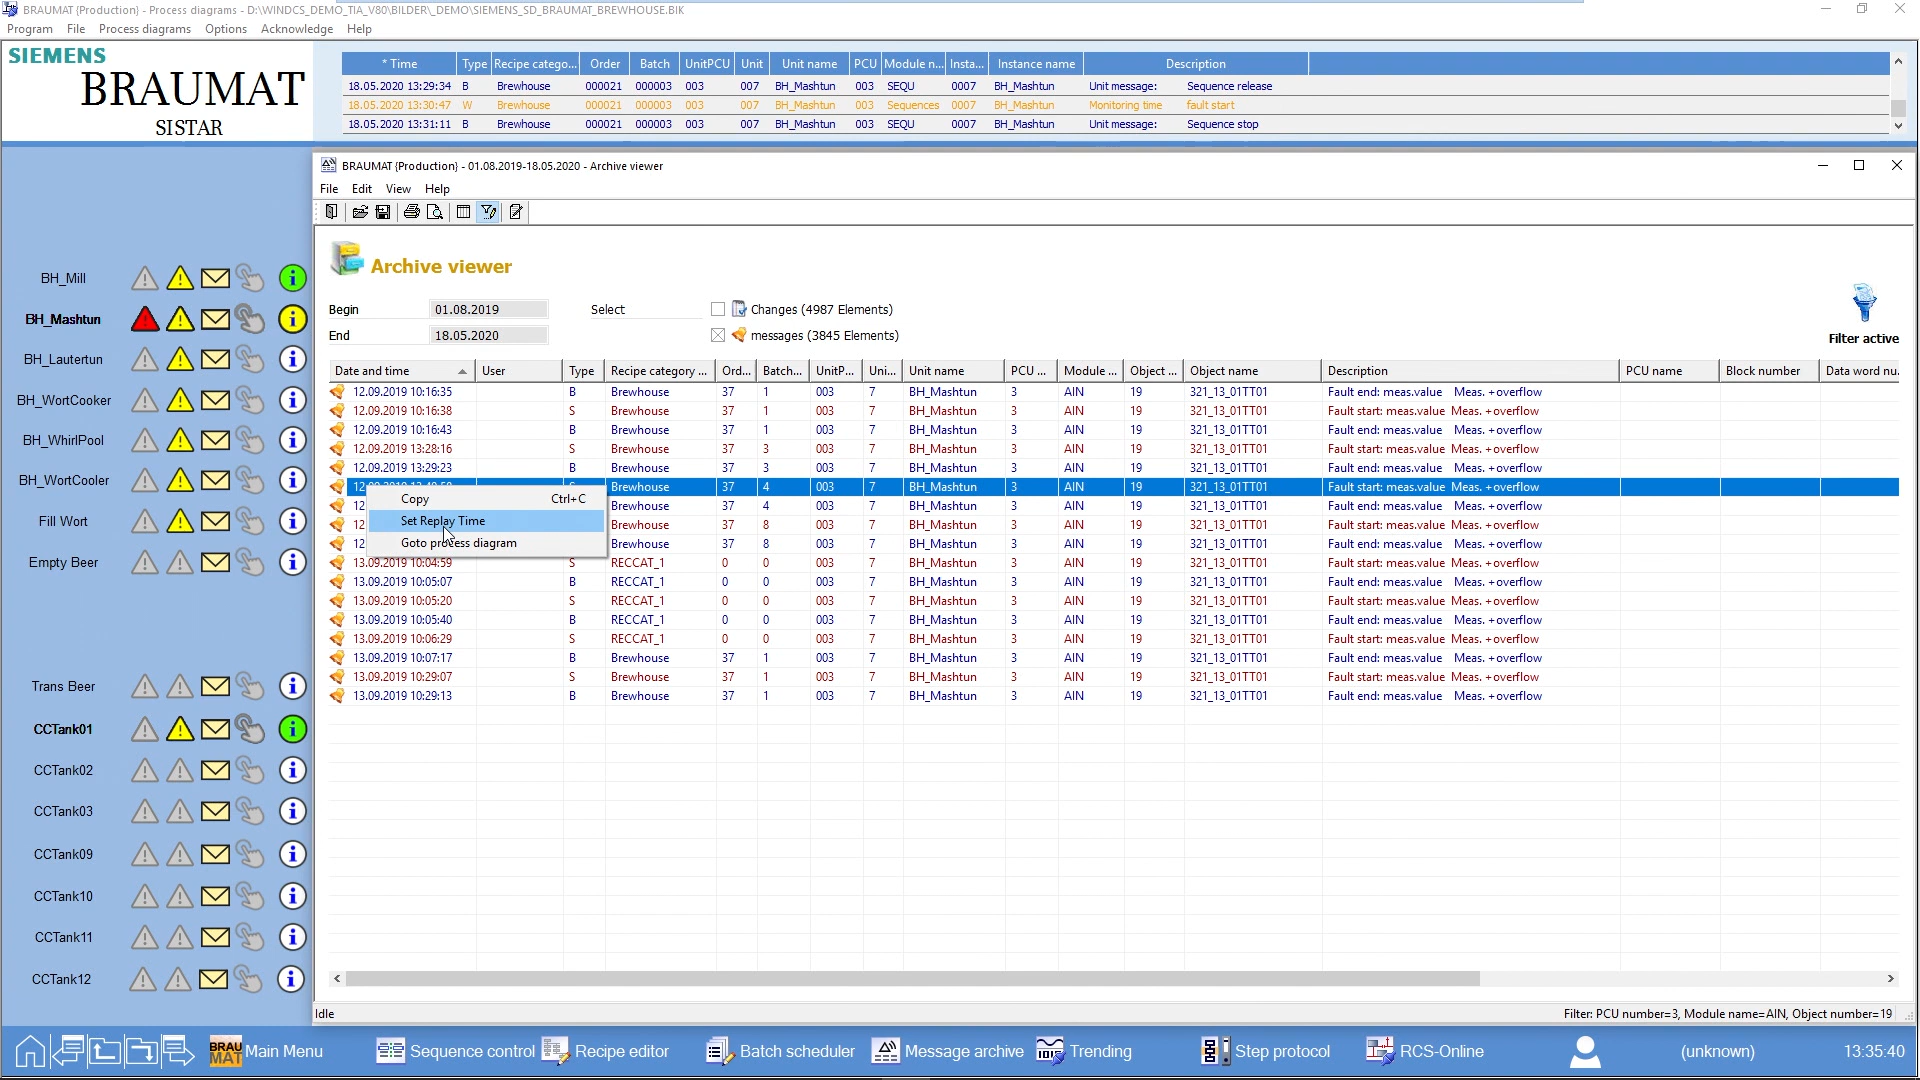 BRAUMAT {Production} - Process diagrams - D:\WINDCS_DEMO_TIA_V80\BILDER\_DEMO\SIEMENS_SD_BRAUMAT_BREWHOUSE.BIK
Program File Process diagrams Options Acknowledge Help
SIEMENS
BRAUMAT
SISTAR
* Time Type Recipe catego... Order Batch UnitPCU Unit Unit name PCU Module n... Insta... Instance name Description
18.05.2020 13:29:34 B Brewhouse 000021 000003 003 007 BH_Mashtun 003 SEQU 0007 BH_Mashtun Unit message: Sequence release
18.05.2020 13:30:47 W Brewhouse 000021 000003 003 007 BH_Mashtun 003 Sequences 0007 BH_Mashtun Monitoring time fault start
18.05.2020 13:31:11 B Brewhouse 000021 000003 003 007 BH_Mashtun 003 SEQU 0007 BH_Mashtun Unit message: Sequence stop
BRAUMAT {Production} - 01.08.2019-18.05.2020 - Archive viewer
File Edit View Help
Archive viewer
Begin 01.08.2019 Select Changes (4987 Elements)
End 18.05.2020 messages (3845 Elements)
Filter active
Date and time User Type Recipe category ... Ord... Batch... UnitP... Uni... Unit name PCU ... Module ... Object ... Object name Description PCU name Block number Data word nu.
12.09.2019 10:16:35 B Brewhouse 37 1 003 7 BH_Mashtun 3 AIN 19 321_13_01TT01 Fault end: meas.value Meas. +overflow
12.09.2019 10:16:38 S Brewhouse 37 1 003 7 BH_Mashtun 3 AIN 19 321_13_01TT01 Fault start: meas.value Meas. +overflow
12.09.2019 10:16:43 B Brewhouse 37 1 003 7 BH_Mashtun 3 AIN 19 321_13_01TT01 Fault end: meas.value Meas. +overflow
12.09.2019 13:28:16 S Brewhouse 37 3 003 7 BH_Mashtun 3 AIN 19 321_13_01TT01 Fault start: meas.value Meas. +overflow
12.09.2019 13:29:23 B Brewhouse 37 3 003 7 BH_Mashtun 3 AIN 19 321_13_01TT01 Fault end: meas.value Meas. +overflow
Brewhouse 37 4 003 7 BH_Mashtun 3 AIN 19 321_13_01TT01 Fault start: meas.value Meas. +overflow
12 Brewhouse 37 4 003 7 BH_Mashtun 3 AIN 19 321_13_01TT01 Fault end: meas.value Meas. +overflow
12 Brewhouse 37 8 003 7 BH_Mashtun 3 AIN 19 321_13_01TT01 Fault start: meas.value Meas. +overflow
12 Brewhouse 37 8 003 7 BH_Mashtun 3 AIN 19 321_13_01TT01 Fault end: meas.value Meas. +overflow
13.09.2019 10:04:59 S RECCAT_1 0 0 003 7 BH_Mashtun 3 AIN 19 321_13_01TT01 Fault start: meas.value Meas. +overflow
13.09.2019 10:05:07 B RECCAT_1 0 0 003 7 BH_Mashtun 3 AIN 19 321_13_01TT01 Fault end: meas.value Meas. +overflow
13.09.2019 10:05:20 S RECCAT_1 0 0 003 7 BH_Mashtun 3 AIN 19 321_13_01TT01 Fault start: meas.value Meas. +overflow
13.09.2019 10:05:40 B RECCAT_1 0 0 003 7 BH_Mashtun 3 AIN 19 321_13_01TT01 Fault end: meas.value Meas. +overflow
13.09.2019 10:06:29 S RECCAT_1 0 0 003 7 BH_Mashtun 3 AIN 19 321_13_01TT01 Fault start: meas.value Meas. +overflow
13.09.2019 10:07:17 B Brewhouse 37 1 003 7 BH_Mashtun 3 AIN 19 321_13_01TT01 Fault end: meas.value Meas. +overflow
13.09.2019 10:29:07 S Brewhouse 37 1 003 7 BH_Mashtun 3 AIN 19 321_13_01TT01 Fault start: meas.value Meas. +overflow
13.09.2019 10:29:13 B Brewhouse 37 1 003 7 BH_Mashtun 3 AIN 19 321_13_01TT01 Fault end: meas.value Meas. +overflow
Copy Ctrl+C
Set Replay Time
Goto process diagram
BH_Mill
BH_Mashtun
BH_Lautertun
BH_WortCooker
BH_WhirlPool
BH_WortCooler
Fill Wort
Empty Beer
Trans Beer
CCTank01
CCTank02
CCTank03
CCTank09
CCTank10
CCTank11
CCTank12
Idle Filter: PCU number=3, Module name=AIN, Object number=19
BRAU MAT Main Menu Sequence control Recipe editor Batch scheduler Message archive Trending Step protocol RCS-Online (unknown) 13:35:40